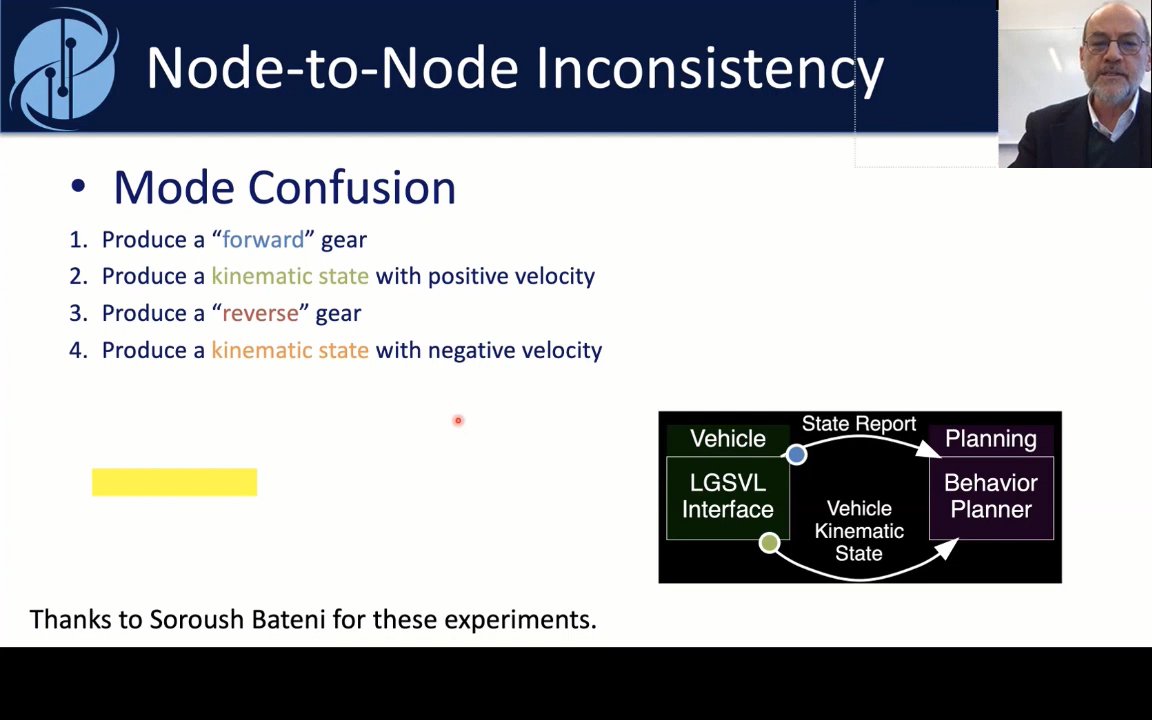 Node-to-Node Inconsistency
• Mode Confusion
1. Produce a “forward” gear
2. Produce a kinematic state with positive velocity
3. Produce a “reverse” gear
4. Produce a kinematic state with negative velocity
State Report
Vehicle
Planning
LGSVL
Interface
Behavior
Planner
Vehicle
Kinematic
State
Thanks to Soroush Bateni for these experiments.